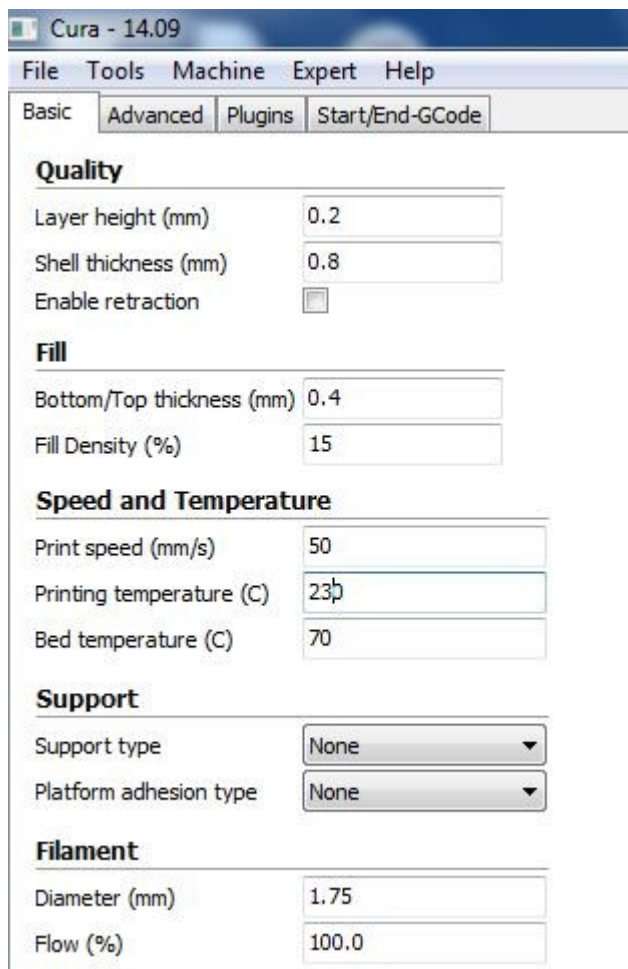 Cura - 14.09
File Tools Machine Expert Help
Basic Advanced Plugins Start/End-GCode
Quality
Layer height (mm) 0.2
Shell thickness (mm) 0.8
Enable retraction
Fill
Bottom/Top thickness (mm) 0.4
Fill Density (%) 15
Speed and Temperature
Print speed (mm/s) 50
Printing temperature (C) 230
Bed temperature (C) 70
Support
Support type None
Platform adhesion type None
Filament
Diameter (mm) 1.75
Flow (%) 100.0